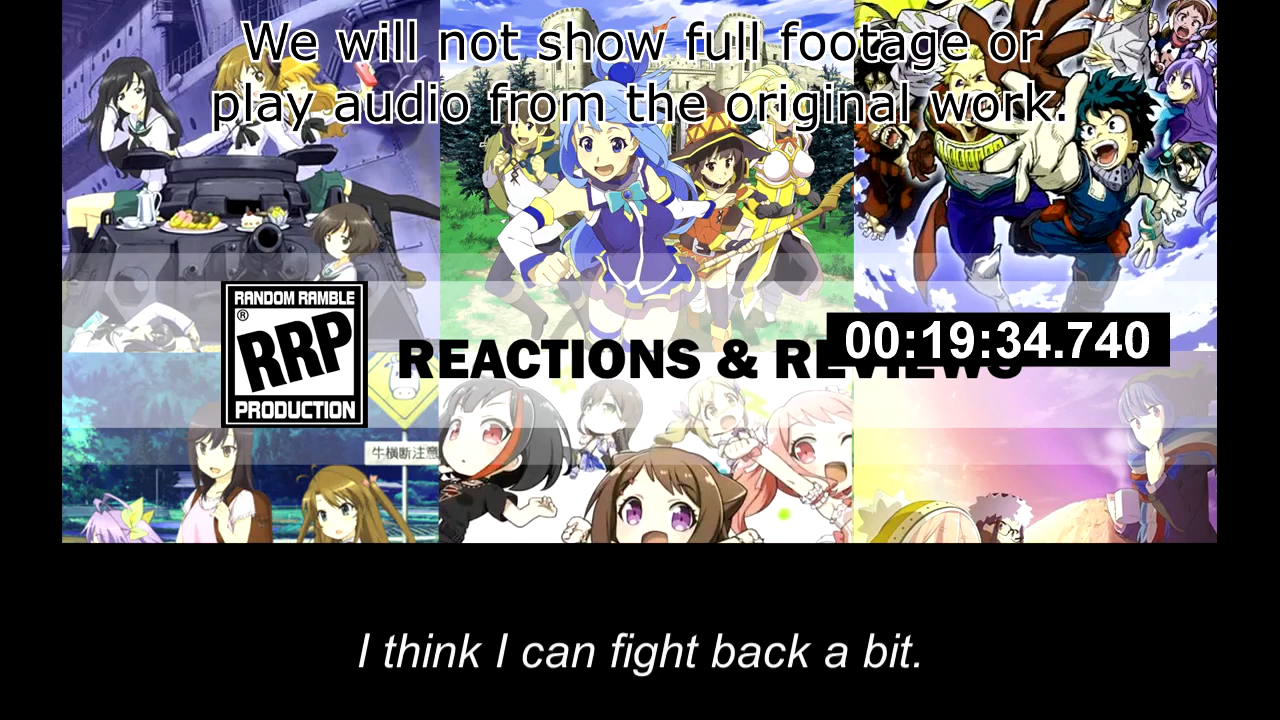 We will not show full footage or
play audio from the original work.
RANDOM RAMBLE
®
RRP
PRODUCTION
REACTIONS & REVIEWS
00:19:34.740
牛横断注意
I think I can fight back a bit.